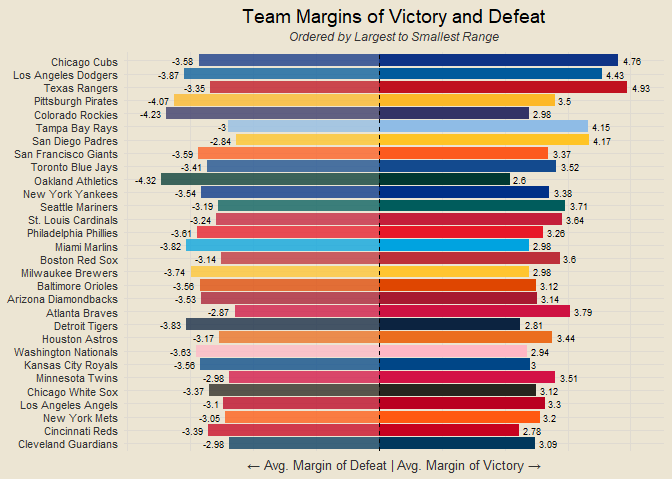 Team Margins of Victory and Defeat
Ordered by Largest to Smallest Range
Chicago Cubs -3.58 4.76
Los Angeles Dodgers -3.87 4.43
Texas Rangers -3.35 4.93
Pittsburgh Pirates -4.07 3.5
Colorado Rockies -4.23 2.98
Tampa Bay Rays -3 4.15
San Diego Padres -2.84 4.17
San Francisco Giants -3.59 3.37
Toronto Blue Jays -3.41 3.52
Oakland Athletics -4.32 2.6
New York Yankees -3.54 3.38
Seattle Mariners -3.19 3.71
St. Louis Cardinals -3.24 3.64
Philadelphia Phillies -3.61 3.26
Miami Marlins -3.82 2.98
Boston Red Sox -3.14 3.6
Milwaukee Brewers -3.74 2.98
Baltimore Orioles -3.56 3.12
Arizona Diamondbacks -3.53 3.14
Atlanta Braves -2.87 3.79
Detroit Tigers -3.83 2.81
Houston Astros -3.17 3.44
Washington Nationals -3.63 2.94
Kansas City Royals -3.56 3
Minnesota Twins -2.98 3.51
Chicago White Sox -3.37 3.12
Los Angeles Angels -3.1 3.3
New York Mets -3.05 3.2
Cincinnati Reds -3.39 2.78
Cleveland Guardians -2.98 3.09
← Avg. Margin of Defeat | Avg. Margin of Victory →